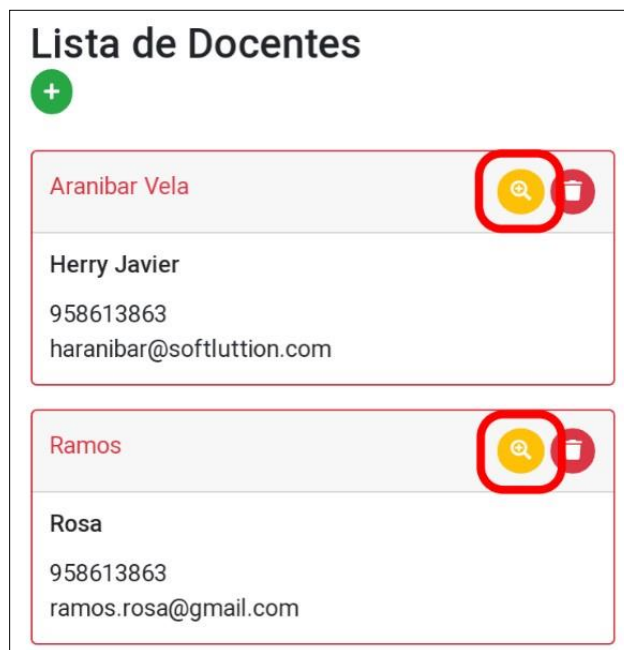 Lista de Docentes
Aranibar Vela
Herry Javier
958613863
haranibar@softluttion.com
Ramos
Rosa
958613863
ramos.rosa@gmail.com